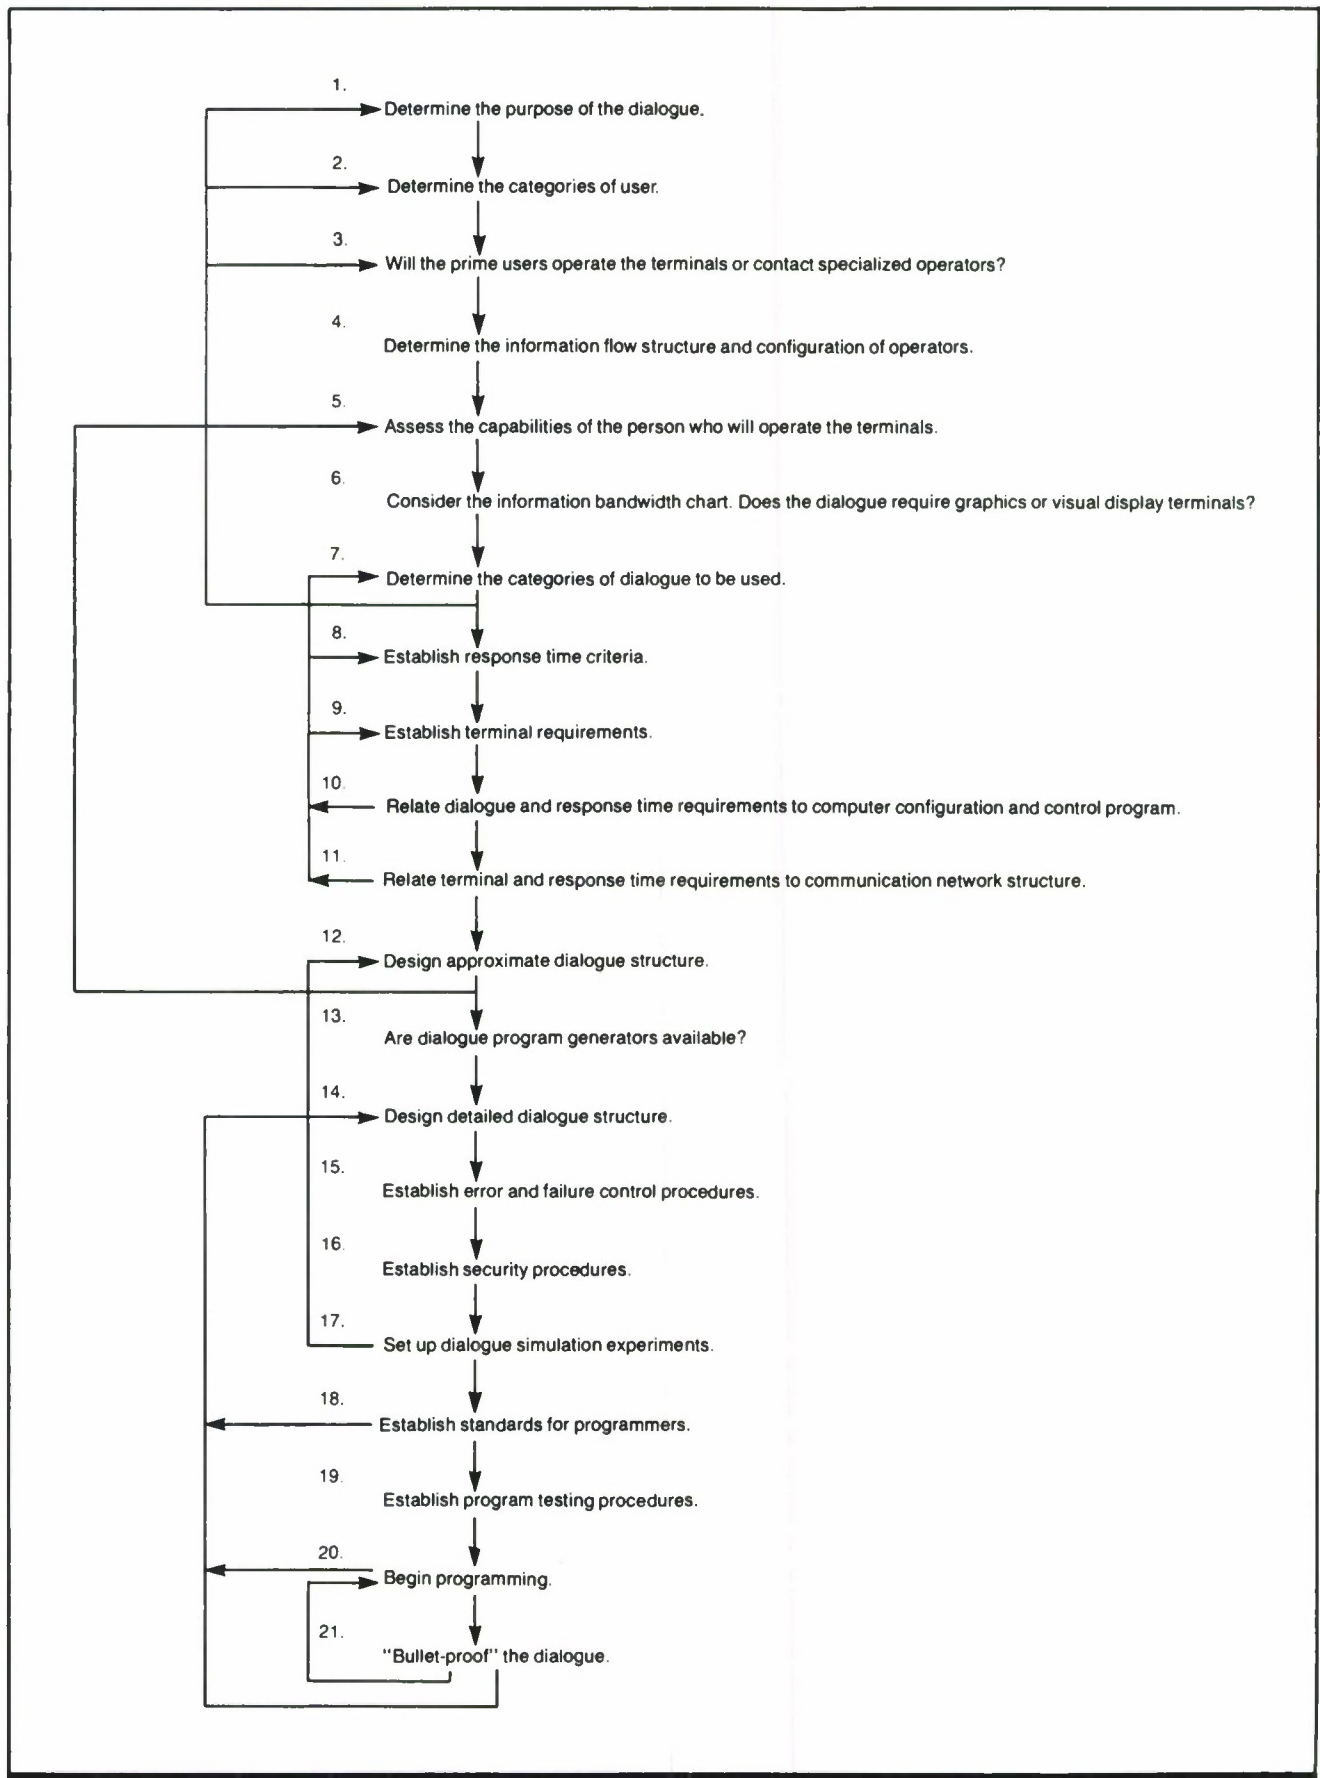 1.
Determine the purpose of the dialogue.
2.
Determine the categories of user.
3.
Will the prime users operate the terminals or contact specialized operators?
4.
Determine the information flow structure and configuration of operators.
5.
Assess the capabilities of the person who will operate the terminals.
6.
Consider the information bandwidth chart. Does the dialogue require graphics or visual display terminals?
7.
Determine the categories of dialogue to be used.
8.
Establish response time criteria.
9.
Establish terminal requirements.
10.
Relate dialogue and response time requirements to computer configuration and control program.
11.
Relate terminal and response time requirements to communication network structure.
12.
Design approximate dialogue structure.
13.
Are dialogue program generators available?
14.
Design detailed dialogue structure.
15.
Establish error and failure control procedures.
16.
Establish security procedures.
17.
Set up dialogue simulation experiments.
18.
Establish standards for programmers.
19.
Establish program testing procedures.
20.
Begin programming.
21.
"Bullet-proof" the dialogue.